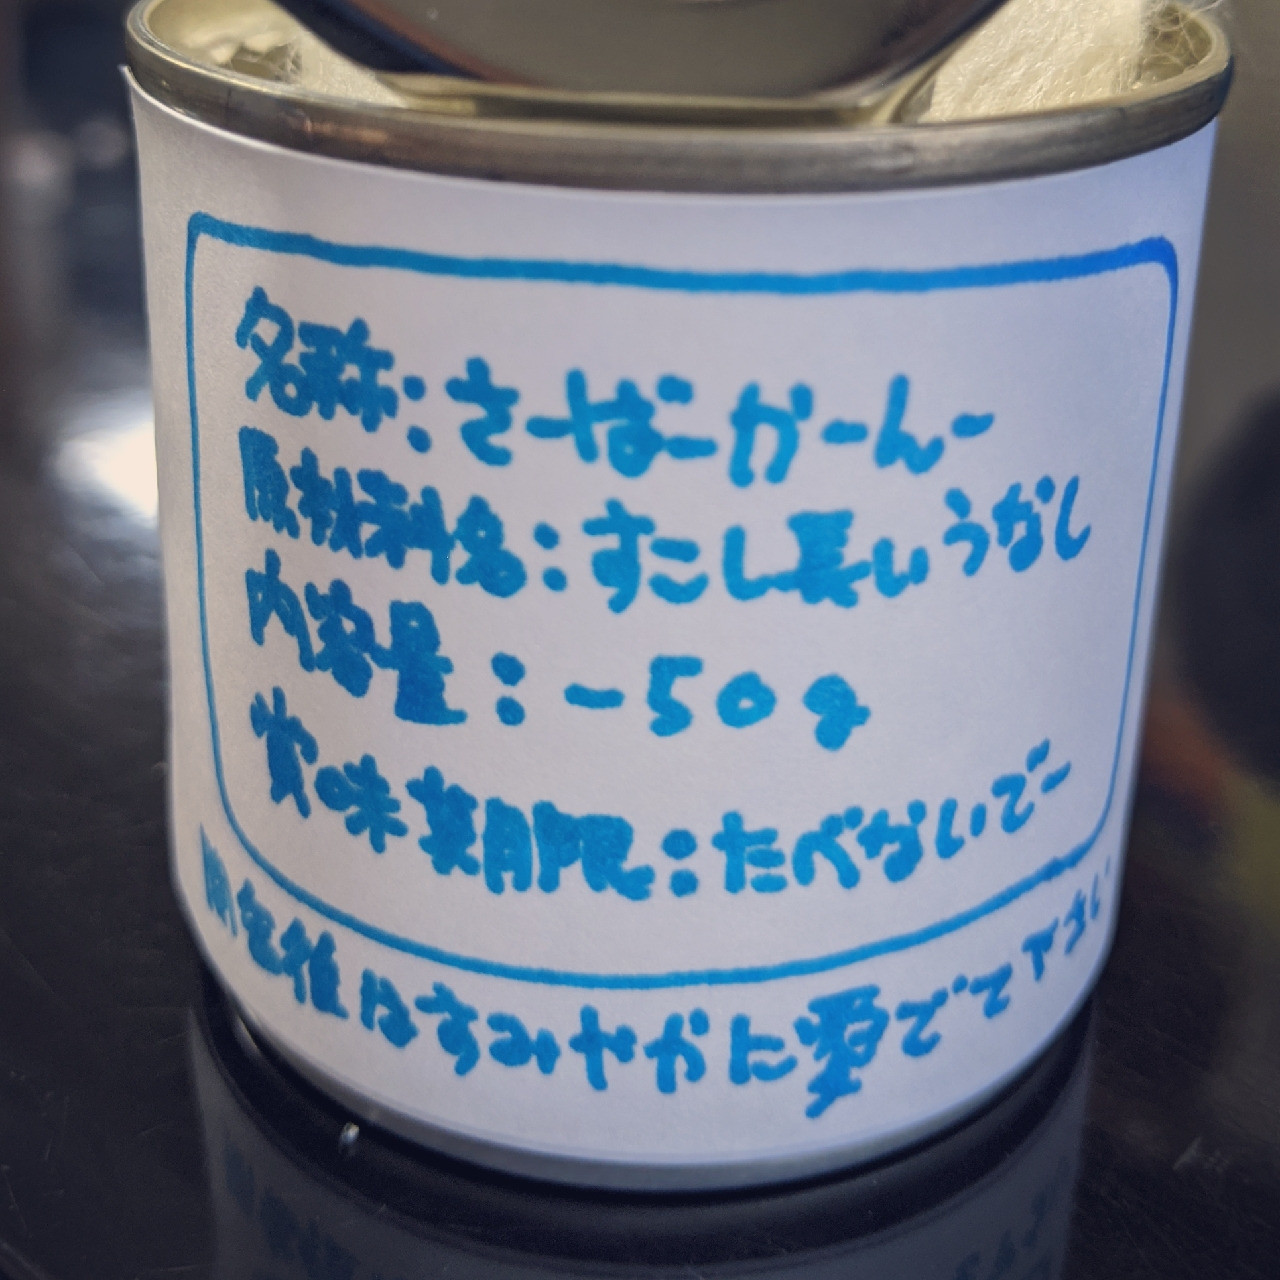 名称:さーばーかーんー
原材料名:すこし長いうなし
内容量:-50g
賞味期限:たべないでー
開缶後はすみやかに愛でて下さい